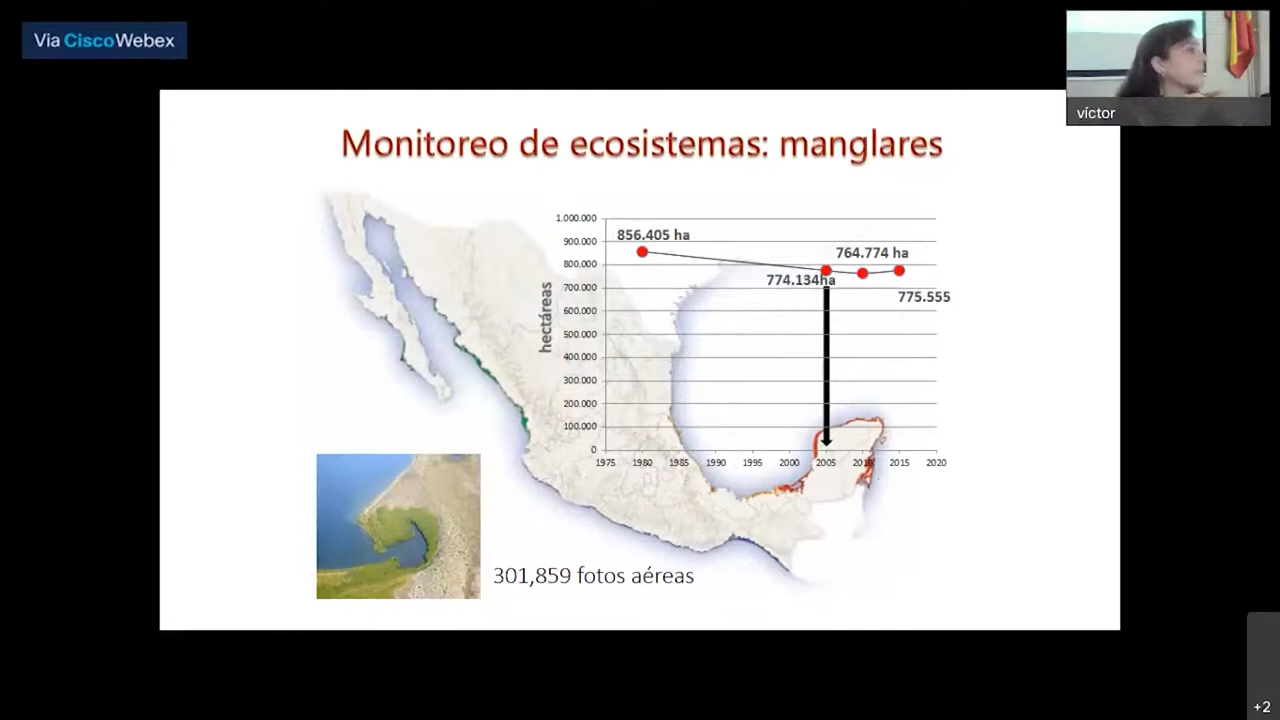 Via Cisco Webex
víctor
Monitoreo de ecosistemas: manglares
hectáreas
1.000.000
900.000
800.000
700.000
600.000
500.000
400.000
300.000
200.000
100.000
0
856.405 ha
764.774 ha
774.134ha
775.555
1975 1980 1985 1990 1995 2000 2005 2010 2015 2020
301,859 fotos aéreas
+2